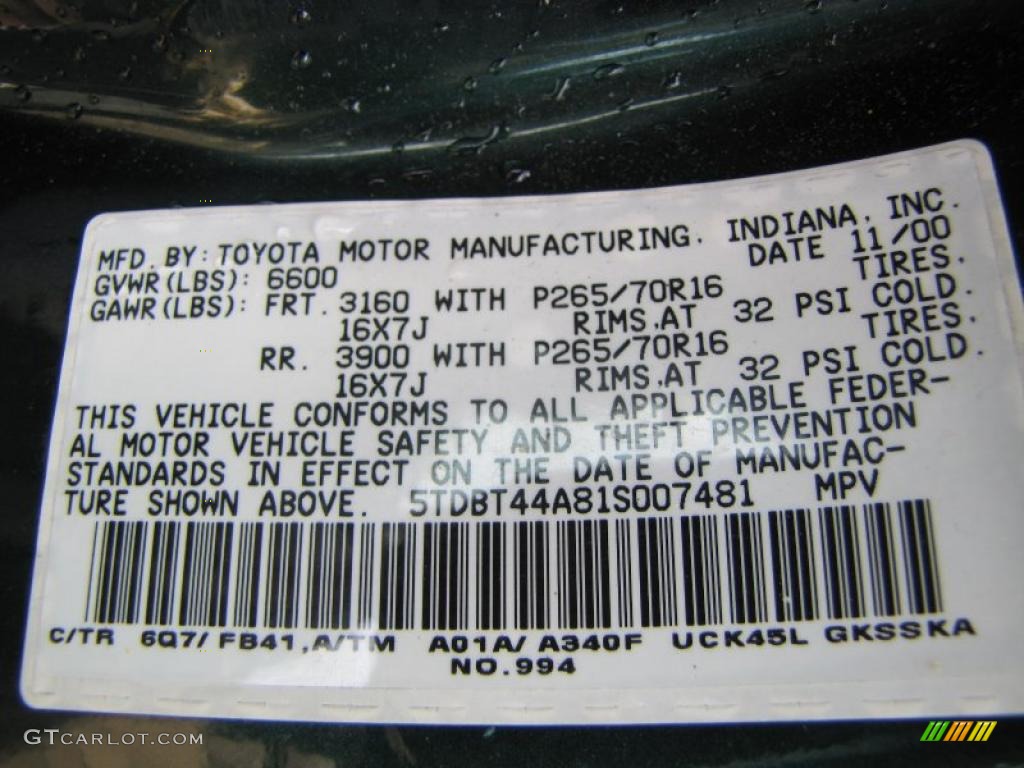 MFD. BY: TOYOTA MOTOR MANUFACTURING. INDIANA, INC.
GVWR(LBS): 6600 DATE 11/00
GAWR(LBS): FRT. 3160 WITH P265/70R16 TIRES.
16X7J RIMS.AT 32 PSI COLD.
RR. 3900 WITH P265/70R16 TIRES.
16X7J RIMS.AT 32 PSI COLD.
THIS VEHICLE CONFORMS TO ALL APPLICABLE FEDER-
AL MOTOR VEHICLE SAFETY AND THEFT PREVENTION
STANDARDS IN EFFECT ON THE DATE OF MANUFAC-
TURE SHOWN ABOVE. 5TDBT44A81S007481 MPV
C/TR 6Q7/ FB41,A/TM A01A/ A340F UCK45L GKSSKA
NO.994
GTCARLOT.COM